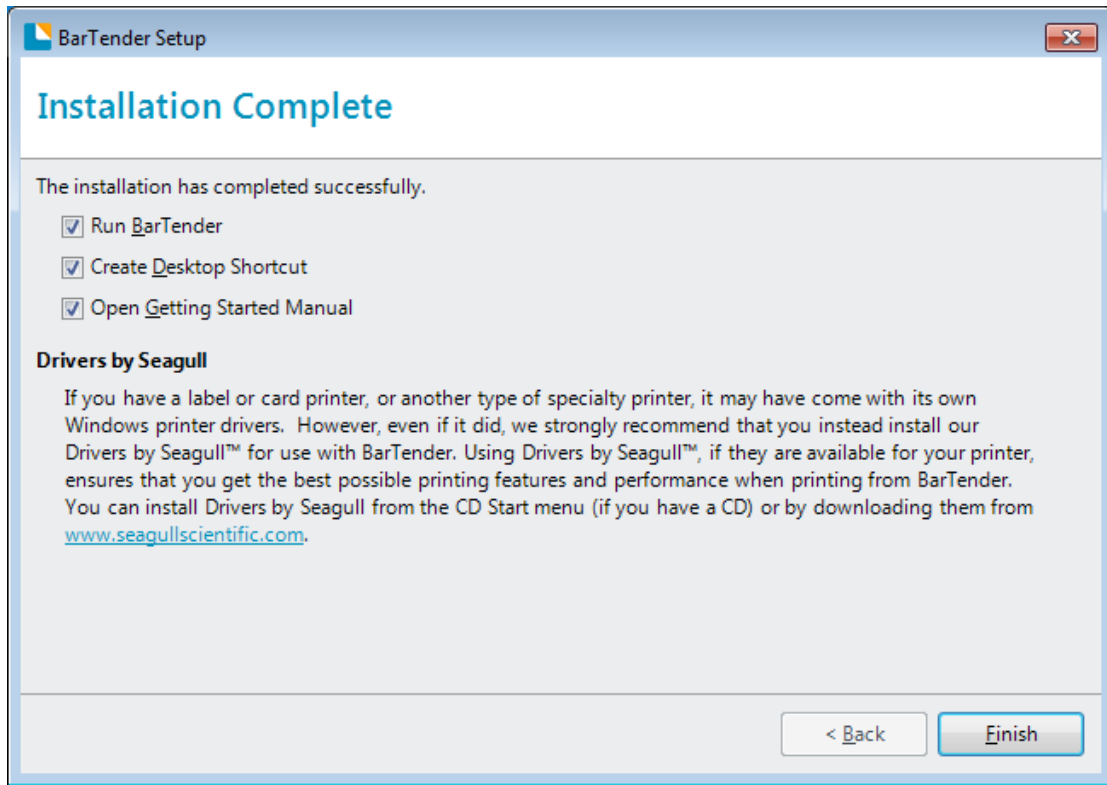 BarTender Setup
Installation Complete
The installation has completed successfully.
Run BarTender
Create Desktop Shortcut
Open Getting Started Manual
Drivers by Seagull
If you have a label or card printer, or another type of specialty printer, it may have come with its own
Windows printer drivers.  However, even if it did, we strongly recommend that you instead install our
Drivers by Seagull™ for use with BarTender. Using Drivers by Seagull™, if they are available for your printer,
ensures that you get the best possible printing features and performance when printing from BarTender.
You can install Drivers by Seagull from the CD Start menu (if you have a CD) or by downloading them from
www.seagullscientific.com.
< Back
Finish